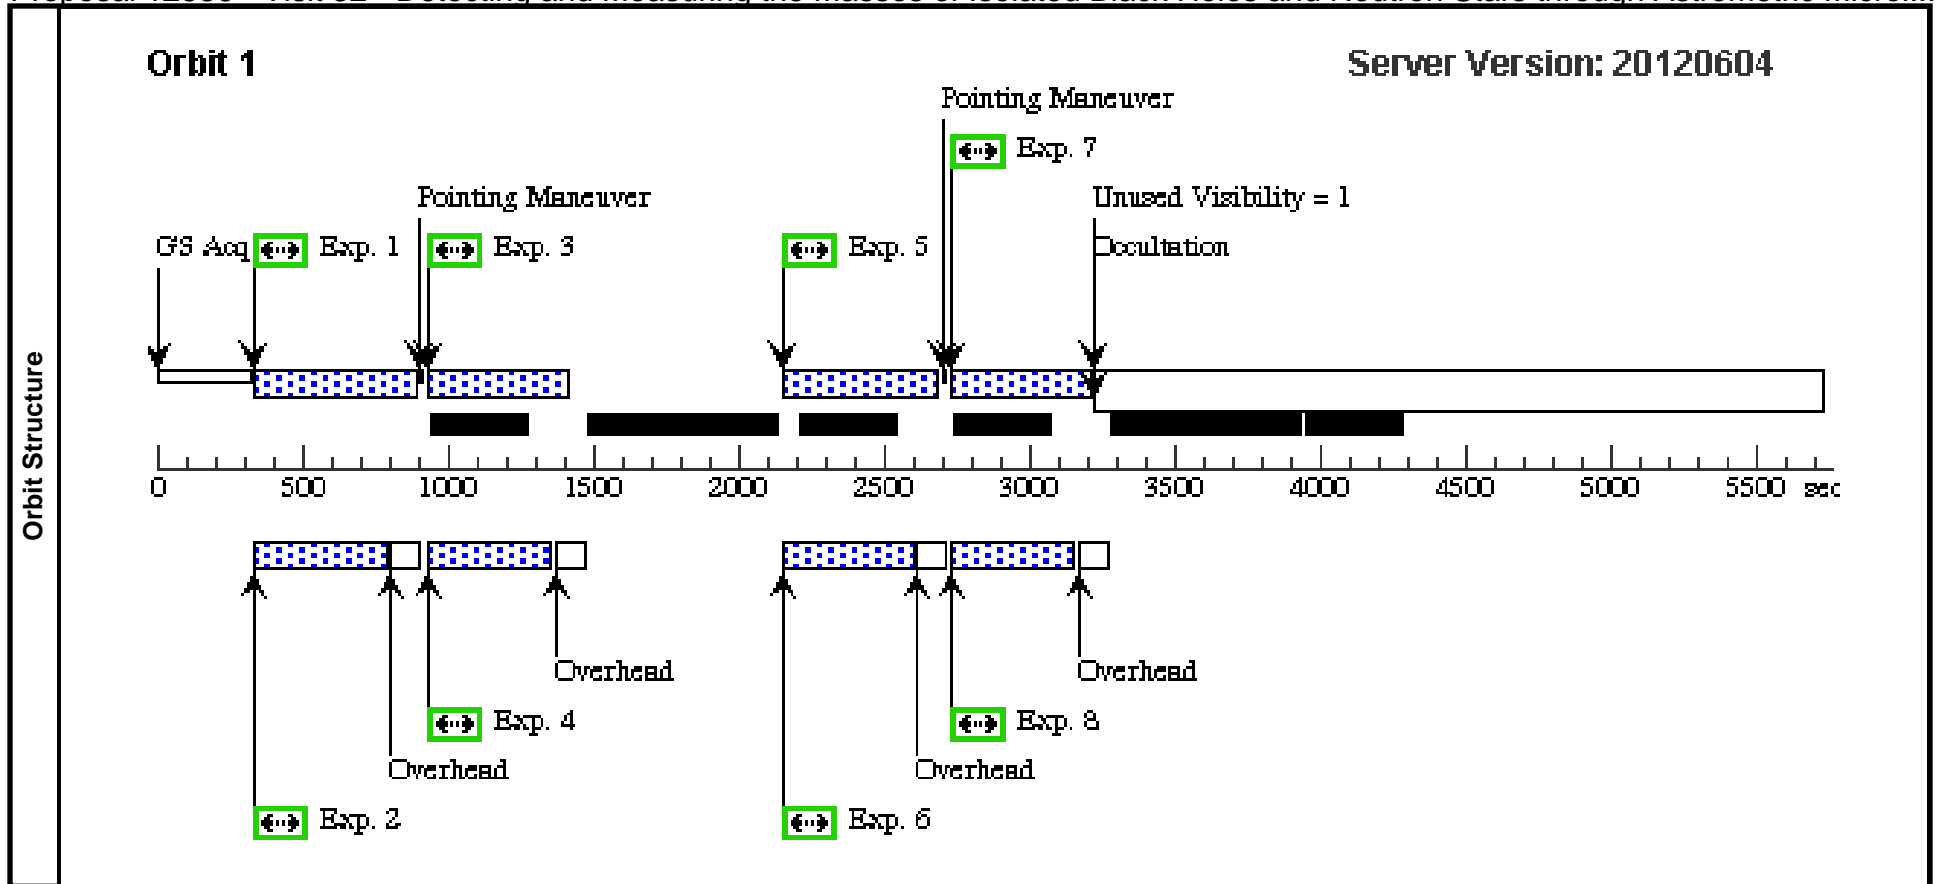 Orbit 1
Server Version: 20120604
Pointing Maneuver
Exp. 7
Pointing Maneuver
Unused Visibility = 1
GS Acq
Exp. 1
Exp. 3
Exp. 5
Occultation
Orbit Structure
0 500 1000 1500 2000 2500 3000 3500 4000 4500 5000 5500 sec
Overhead
Overhead
Exp. 4
Exp. 8
Overhead
Overhead
Exp. 2
Exp. 6